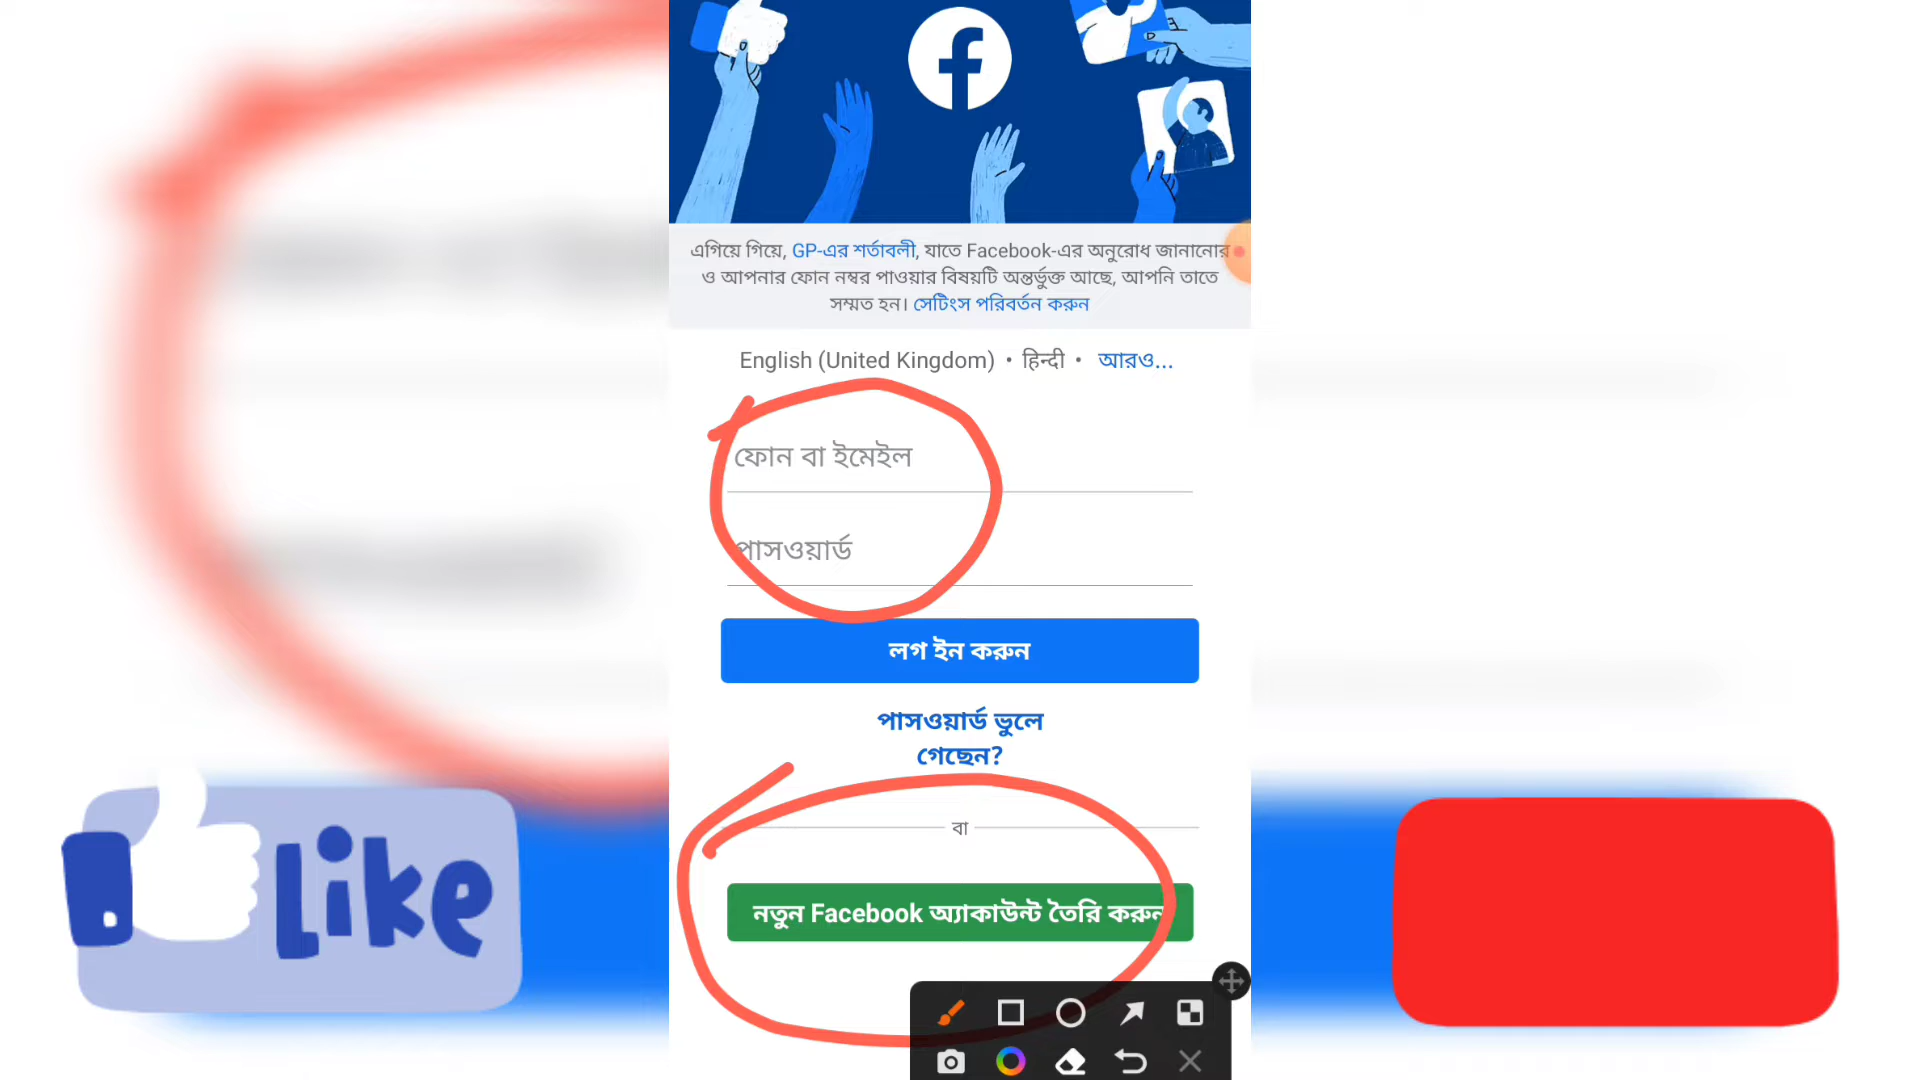 এগিয়ে গিয়ে, GP-এর শর্তাবলী, যাতে Facebook-এর অনুরোধ জানানোর
ও আপনার ফোন নম্বর পাওয়ার বিষয়টি অন্তর্ভুক্ত আছে, আপনি তাতে
সম্মত হন। সেটিংস পরিবর্তন করুন
English (United Kingdom) • हिन्दी • আরও...
ফোন বা ইমেইল
পাসওয়ার্ড
লগ ইন করুন
পাসওয়ার্ড ভুলে
গেছেন?
বা
নতুন Facebook অ্যাকাউন্ট তৈরি করুন
Like